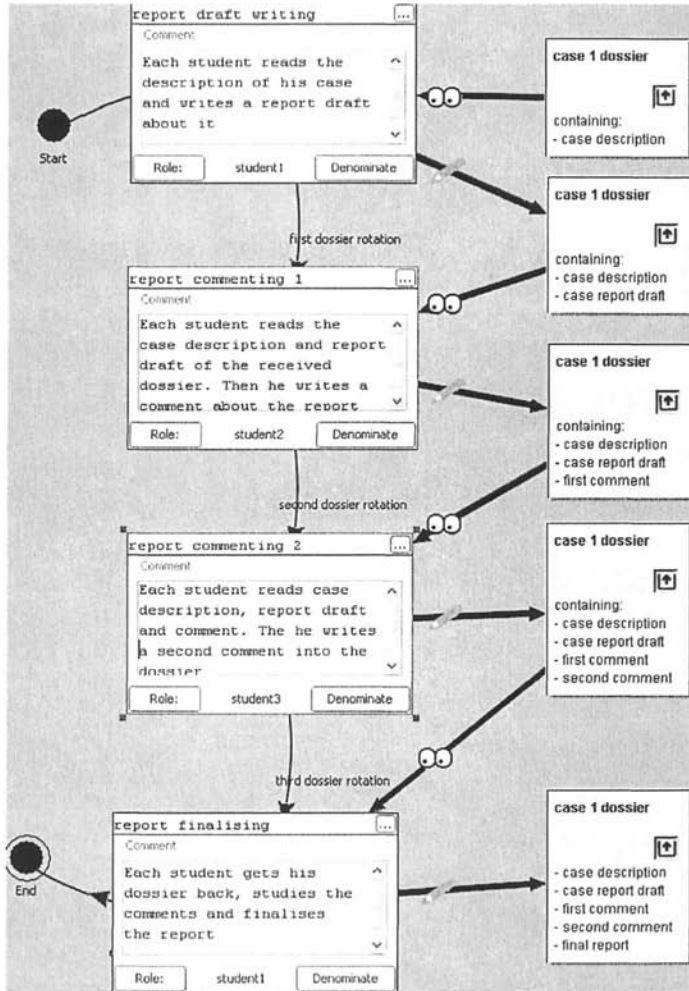 report draft writing
...
Comment
Each student reads the
description of his case
and writes a report draft
about it
Role:
student1
Denominate
Start
case 1 dossier
containing:
- case description
first dossier rotation
case 1 dossier
containing:
- case description
- case report draft
report commenting 1
...
Comment
Each student reads the
case description and report
draft of the received
dossier. Then he writes a
comment about the report
Role:
student2
Denominate
case 1 dossier
containing:
- case description
- case report draft
- first comment
second dossier rotation
report commenting 2
...
Comment
Each student reads case
description, report draft
and comment. The he writes
a second comment into the
dossier
Role:
student3
Denominate
case 1 dossier
containing:
- case description
- case report draft
- first comment
- second comment
third dossier rotation
report finalising
...
Comment
Each student gets his
dossier back, studies the
comments and finalises
the report
Role:
student1
Denominate
End
case 1 dossier
- case description
- case report draft
- first comment
- second comment
- final report